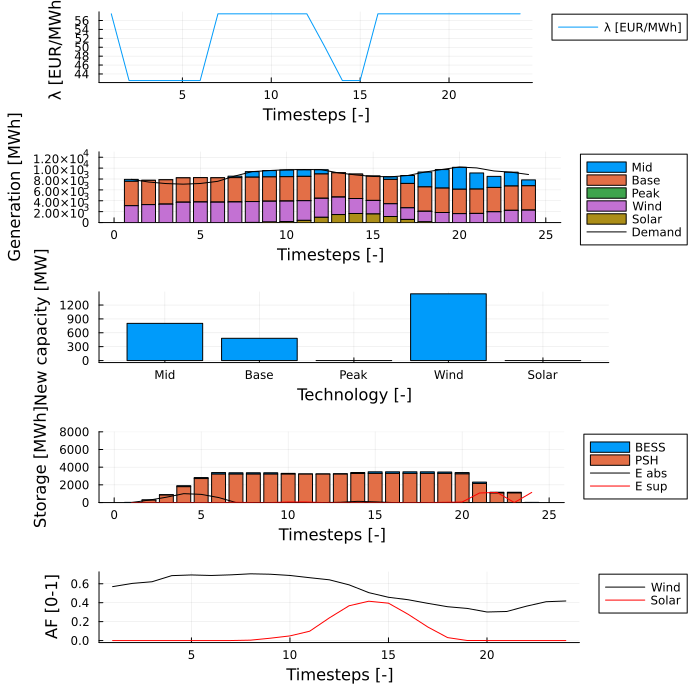 λ [EUR/MWh]
56
54
52
50
48
46
44
5
10
15
20
Timesteps [-]
λ [EUR/MWh]
Generation [MWh]
1.20×10⁴
1.00×10⁴
8.00×10³
6.00×10³
4.00×10³
2.00×10³
0
0
5
10
15
20
25
Timesteps [-]
Mid
Base
Peak
Wind
Solar
Demand
New capacity [MW]
1200
900
600
300
0
Mid
Base
Peak
Wind
Solar
Technology [-]
Storage [MWh]
8000
6000
4000
2000
0
0
5
10
15
20
25
Timesteps [-]
BESS
PSH
E abs
E sup
AF [0-1]
0.6
0.4
0.2
0.0
5
10
15
20
Timesteps [-]
Wind
Solar